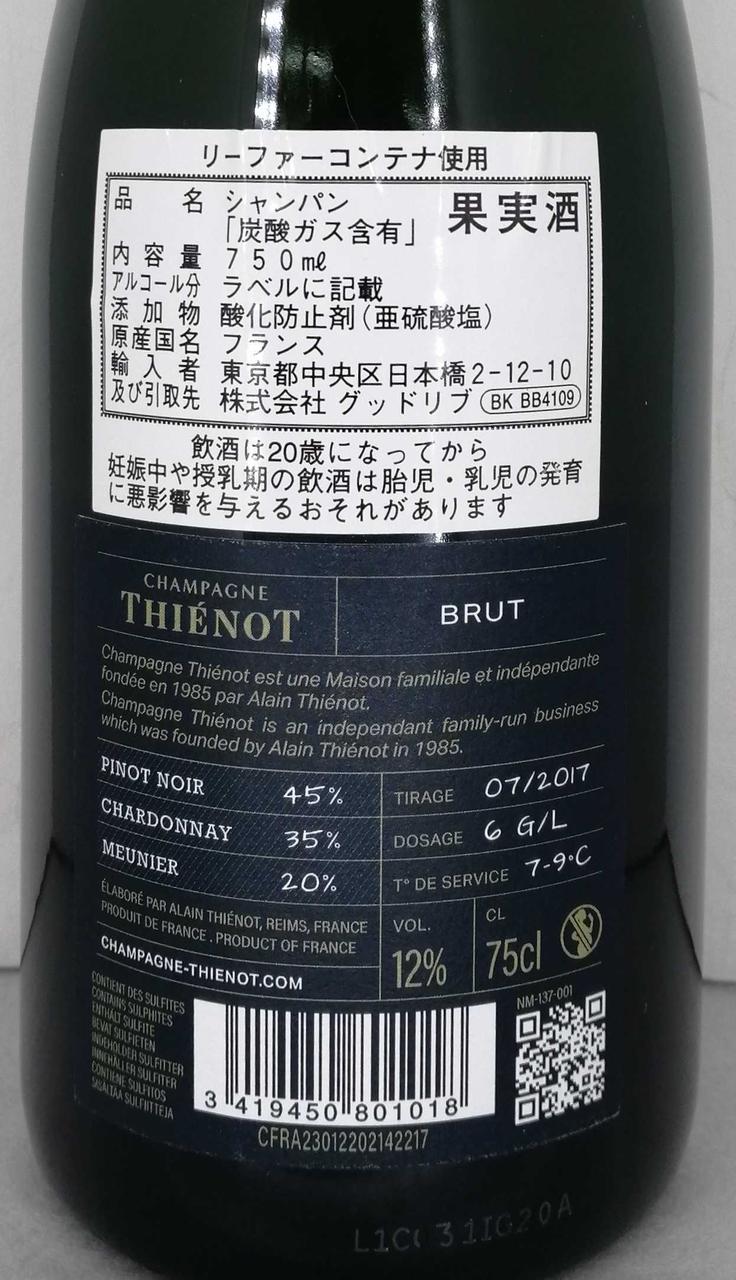 リーファーコンテナ使用
品 名 シャンパン 果実酒
「炭酸ガス含有」
内容量 750㎖
アルコール分 ラベルに記載
添加物 酸化防止剤(亜硫酸塩)
原産国名 フランス
輸入者 東京都中央区日本橋2-12-10
及び引取先 株式会社 グッドリブ BK BB4109
飲酒は20歳になってから
妊娠中や授乳期の飲酒は胎児・乳児の発育
に悪影響を与えるおそれがあります
CHAMPAGNE
THIÉNOT
BRUT
Champagne Thiénot est une Maison familiale et indépendante
fondée en 1985 par Alain Thiénot.
Champagne Thiénot is an independant family-run business
which was founded by Alain Thiénot in 1985.
PINOT NOIR 45%
CHARDONNAY 35%
MEUNIER 20%
TIRAGE 07/2017
DOSAGE 6 G/L
T° DE SERVICE 7-9°C
ÉLABORÉ PAR ALAIN THIÉNOT, REIMS, FRANCE
PRODUIT DE FRANCE . PRODUCT OF FRANCE
CHAMPAGNE-THIENOT.COM
VOL.
12%
CL
75cl
CONTIENT DES SULFITES
CONTAINS SULPHITES
ENTHÄLT SULFITE
BEVAT SULFIETEN
INDEHOLDER SULFITTER
INNEHÅLLER SULFITER
CONTIENE SULFITOS
SISÄLTÄÄ SULFIITTEJA
3 419450 801018
NM-137-001
CFRA23012202142217